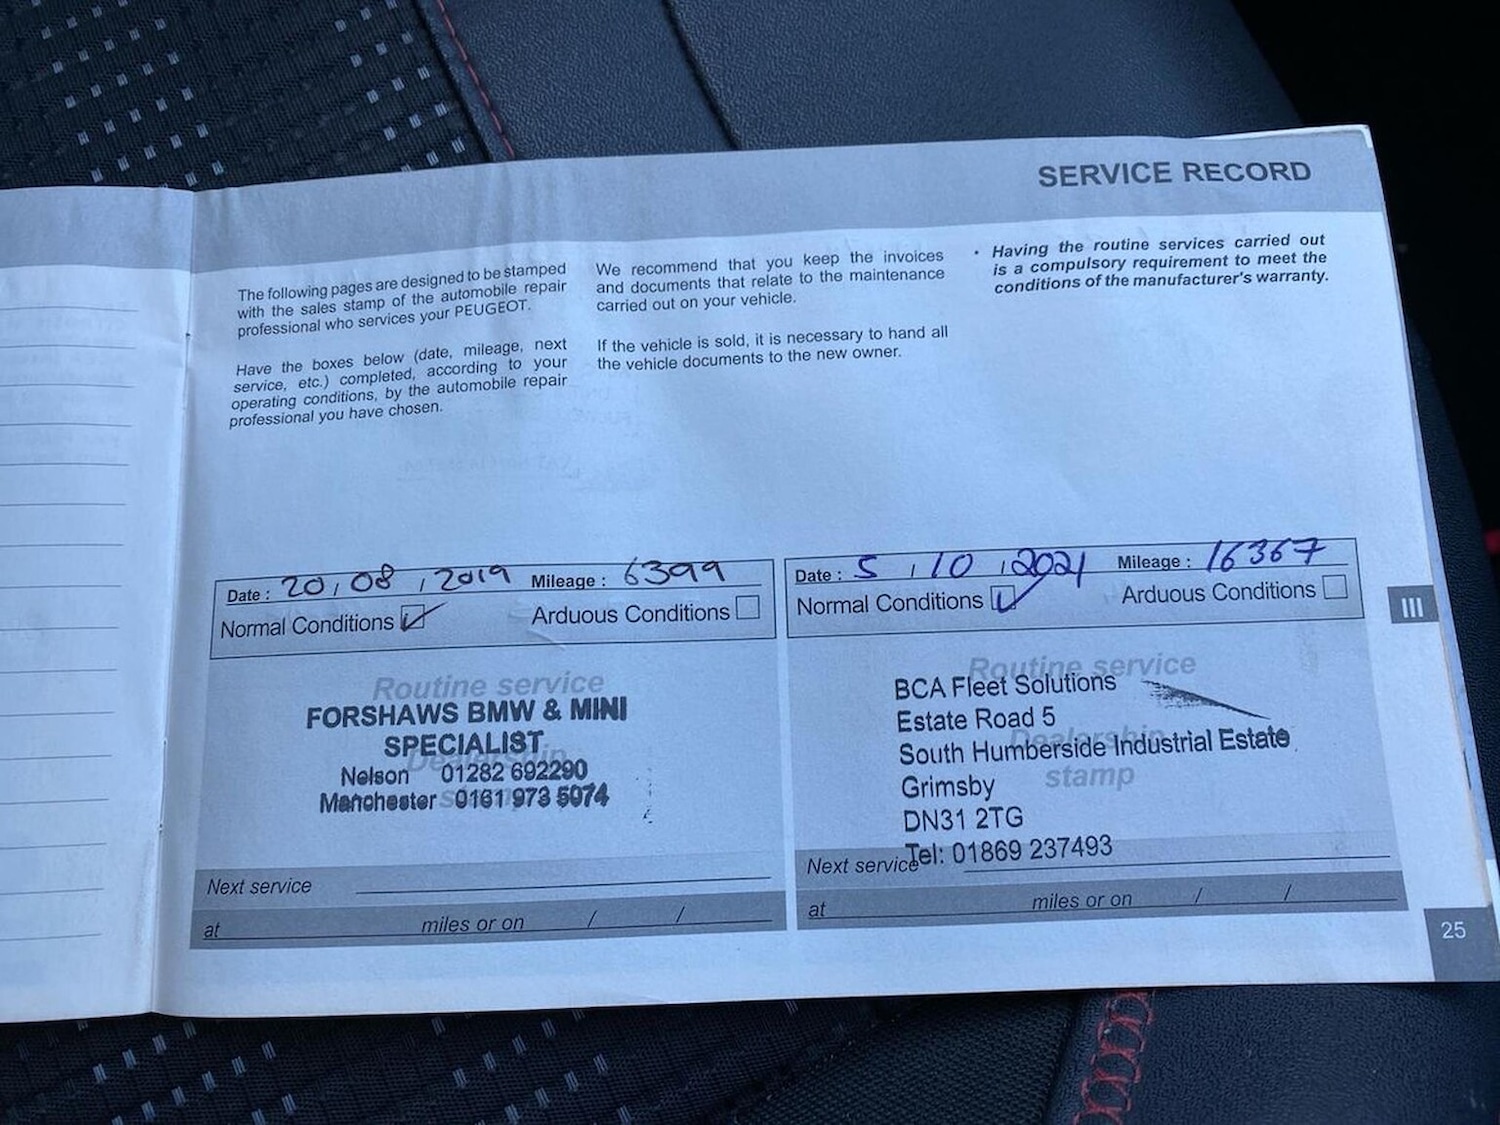 SERVICE RECORD
The following pages are designed to be stamped
with the sales stamp of the automobile repair
professional who services your PEUGEOT.
Have the boxes below (date, mileage, next
service, etc.) completed, according to your
operating conditions, by the automobile repair
professional you have chosen.
We recommend that you keep the invoices
and documents that relate to the maintenance
carried out on your vehicle.
If the vehicle is sold, it is necessary to hand all
the vehicle documents to the new owner.
• Having the routine services carried out
is a compulsory requirement to meet the
conditions of the manufacturer's warranty.
Date : 20 / 08 / 2019 Mileage : 6399
Normal Conditions Arduous Conditions
Routine service
Dealership
stamp
FORSHAWS BMW & MINI
SPECIALIST
Nelson 01282 692290
Manchester 0161 973 5074
Next service
at miles or on / /
Date : 5 / 10 / 2021 Mileage : 16367
Normal Conditions Arduous Conditions
Routine service
Dealership
stamp
BCA Fleet Solutions
Estate Road 5
South Humberside Industrial Estate
Grimsby
DN31 2TG
Tel: 01869 237493
Next service
at miles or on / /
III
25